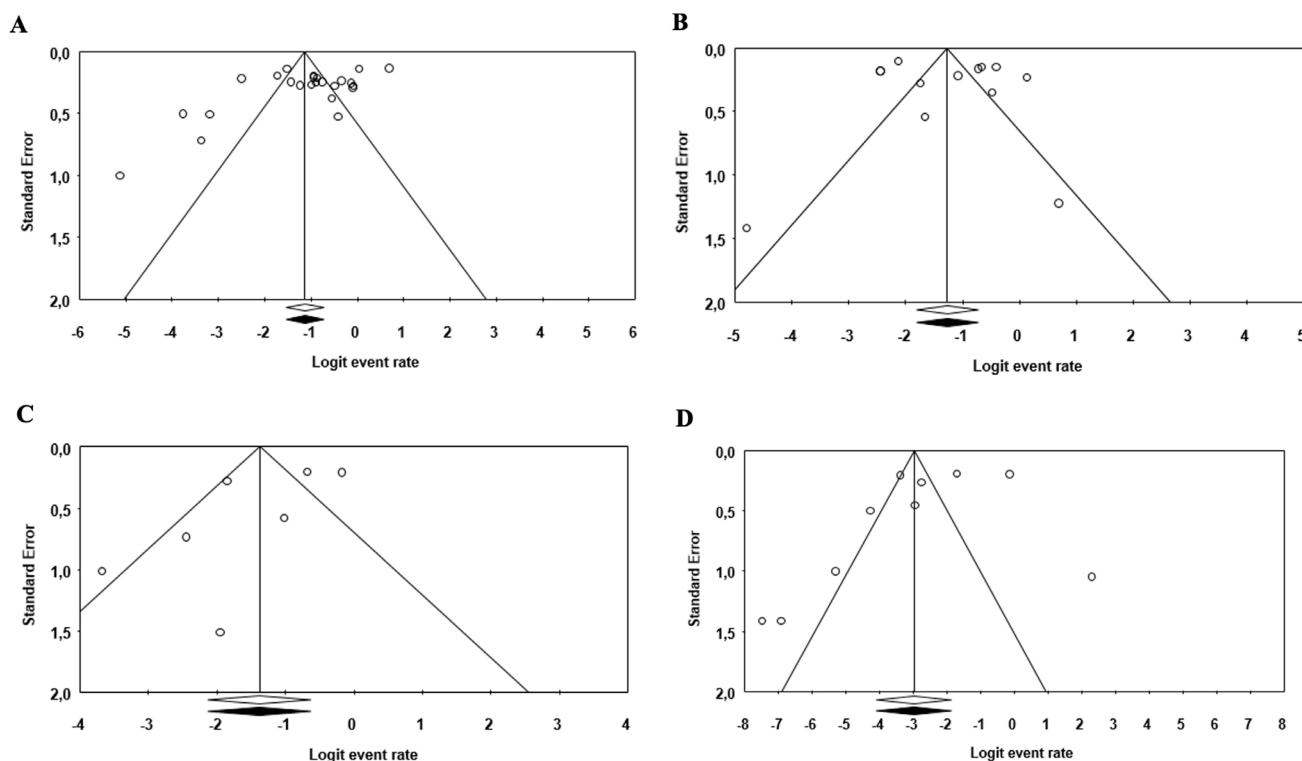 A
Standard Error
0,0
0,5
1,0
1,5
2,0
-6 -5 -4 -3 -2 -1 0 1 2 3 4 5 6
Logit event rate
B
Standard Error
0,0
0,5
1,0
1,5
2,0
-5 -4 -3 -2 -1 0 1 2 3 4 5
Logit event rate
C
Standard Error
0,0
0,5
1,0
1,5
2,0
-4 -3 -2 -1 0 1 2 3 4
Logit event rate
D
Standard Error
0,0
0,5
1,0
1,5
2,0
-8 -7 -6 -5 -4 -3 -2 -1 0 1 2 3 4 5 6 7 8
Logit event rate